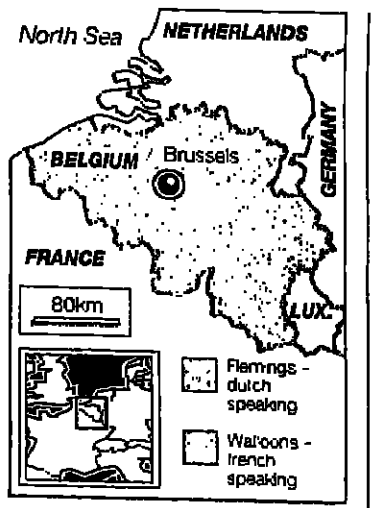 North Sea
NETHERLANDS
GERMANY
BELGIUM
Brussels
FRANCE
80km
LUX.
Flemings -
dutch
speaking
Walloons -
french
speaking